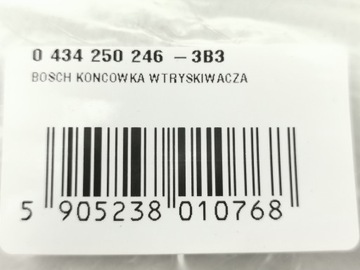 0 434 250 246 - 3B3
BOSCH KONCOWKA WTRYSKIWACZA
5 905238 010768